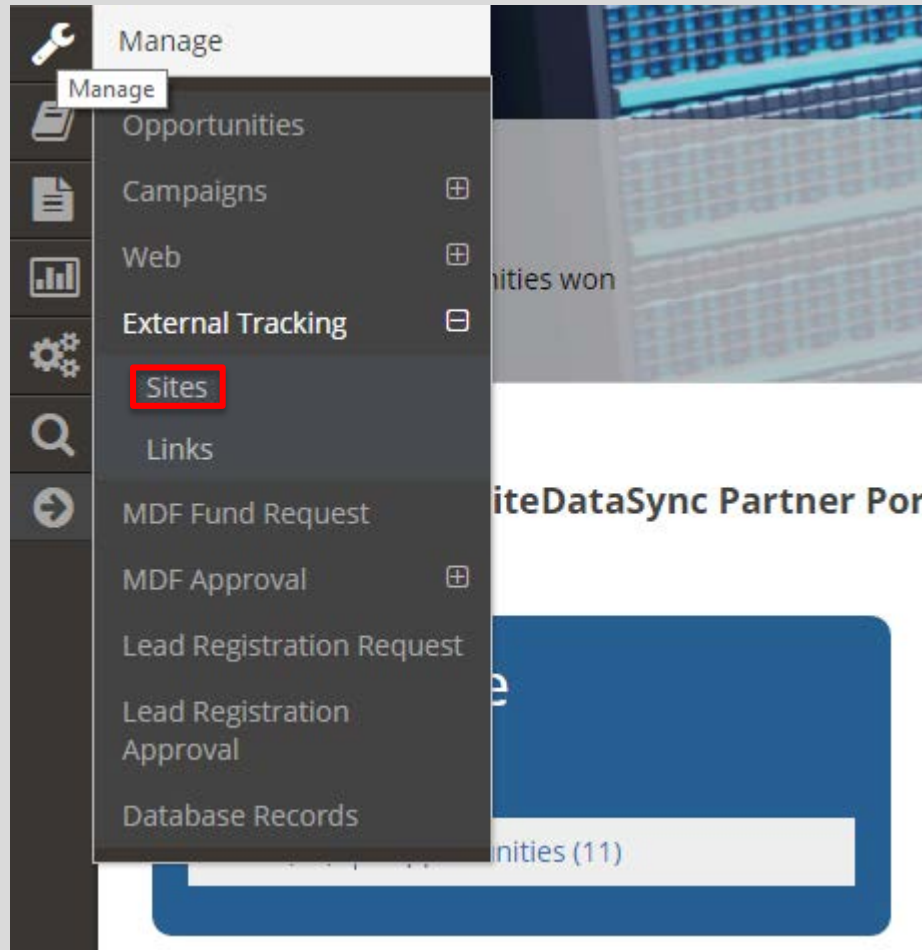 Manage
Manage
Opportunities
Campaigns
Web
nities won
External Tracking
Sites
Links
iteDataSync Partner Por
MDF Fund Request
MDF Approval
Lead Registration Request
e
Lead Registration
Approval
Database Records
nities (11)